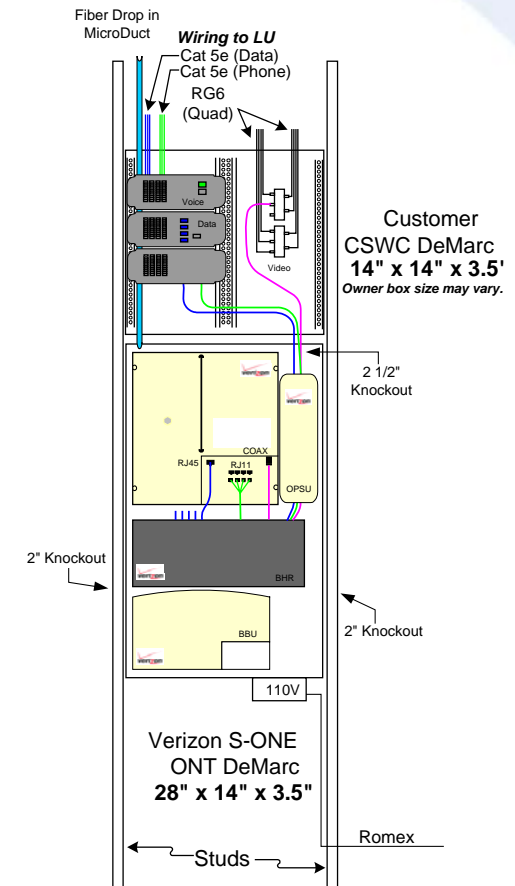 Fiber Drop in
MicroDuct
Wiring to LU
Cat 5e (Data)
Cat 5e (Phone)
RG6
(Quad)
Voice
Data
Video
Customer
CSWC DeMarc
14" x 14" x 3.5'
Owner box size may vary.
2 1/2"
Knockout
COAX
RJ45
RJ11
OPSU
2" Knockout
BHR
2" Knockout
BBU
110V
Verizon S-ONE
ONT DeMarc
28" x 14" x 3.5"
Romex
Studs